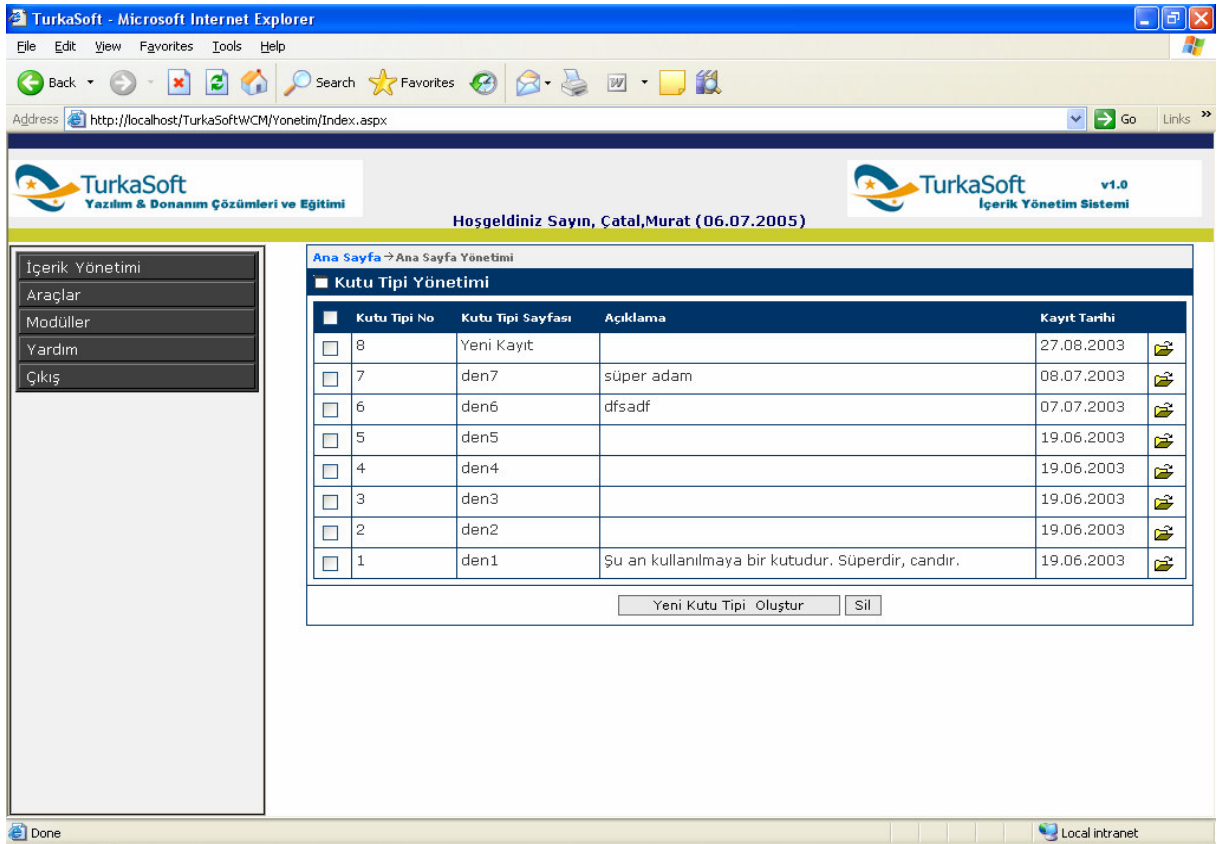 TurkaSoft - Microsoft Internet Explorer
File Edit View Favorites Tools Help
Back Search Favorites
Address http://localhost/TurkaSoftWCM/Yonetim/Index.aspx Go Links »
TurkaSoft
Yazılım & Donanım Çözümleri ve Eğitimi
TurkaSoft v1.0
İçerik Yönetim Sistemi
Hoşgeldiniz Sayın, Çatal,Murat (06.07.2005)
İçerik Yönetimi
Araçlar
Modüller
Yardım
Çıkış
Ana Sayfa→Ana Sayfa Yönetimi
Kutu Tipi Yönetimi
Kutu Tipi No Kutu Tipi Sayfası Açıklama Kayıt Tarihi
8 Yeni Kayıt 27.08.2003
7 den7 süper adam 08.07.2003
6 den6 dfsadf 07.07.2003
5 den5 19.06.2003
4 den4 19.06.2003
3 den3 19.06.2003
2 den2 19.06.2003
1 den1 Şu an kullanılmaya bir kutudur. Süperdir, candır. 19.06.2003
Yeni Kutu Tipi Oluştur Sil
Done Local intranet